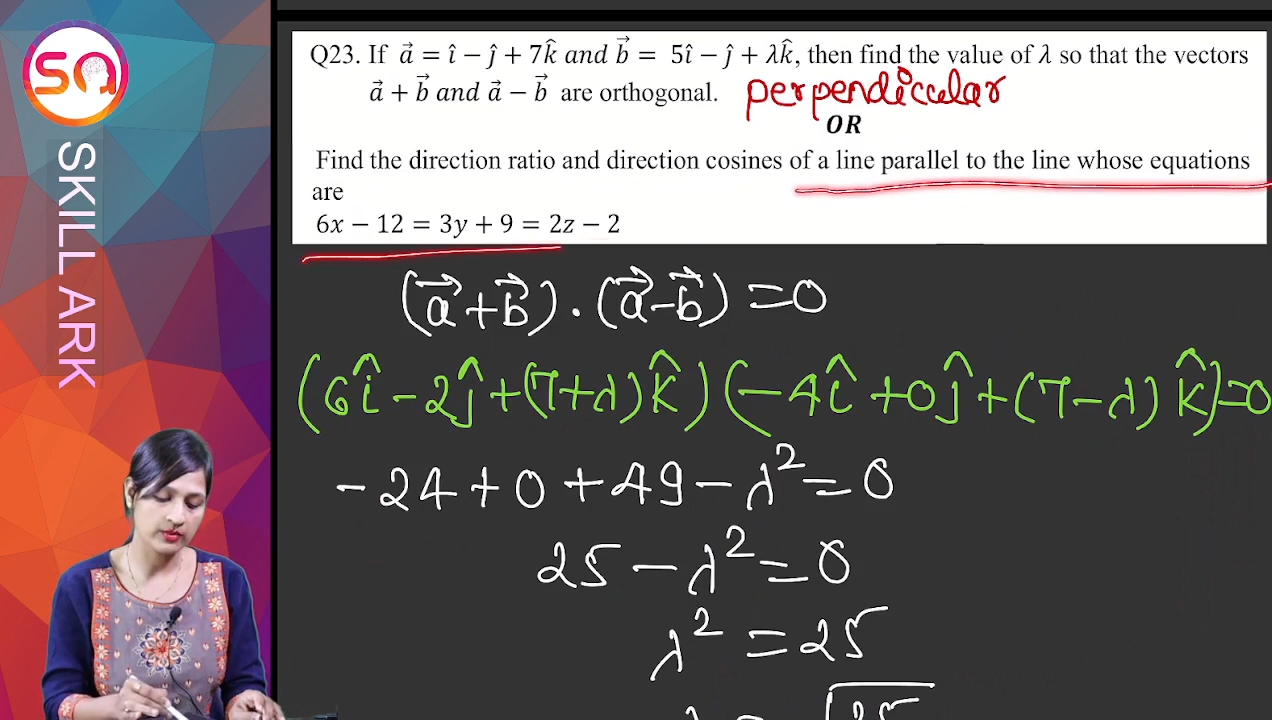 SA
SKILL ARK
Q23. If a⃗ = î − ĵ + 7k̂ and b⃗ = 5î − ĵ + λk̂, then find the value of λ so that the vectors
a⃗ + b⃗ and a⃗ − b⃗ are orthogonal. perpendicular
OR
Find the direction ratio and direction cosines of a line parallel to the line whose equations
are
6x − 12 = 3y + 9 = 2z − 2
(a⃗+b⃗).(a⃗-b⃗) =0
(6î-2ĵ+(7+λ)k̂)(-4î+0ĵ+(7-λ)k̂)=0
-24+0+49-λ²=0
25-λ²=0
λ²=25
λ = √25